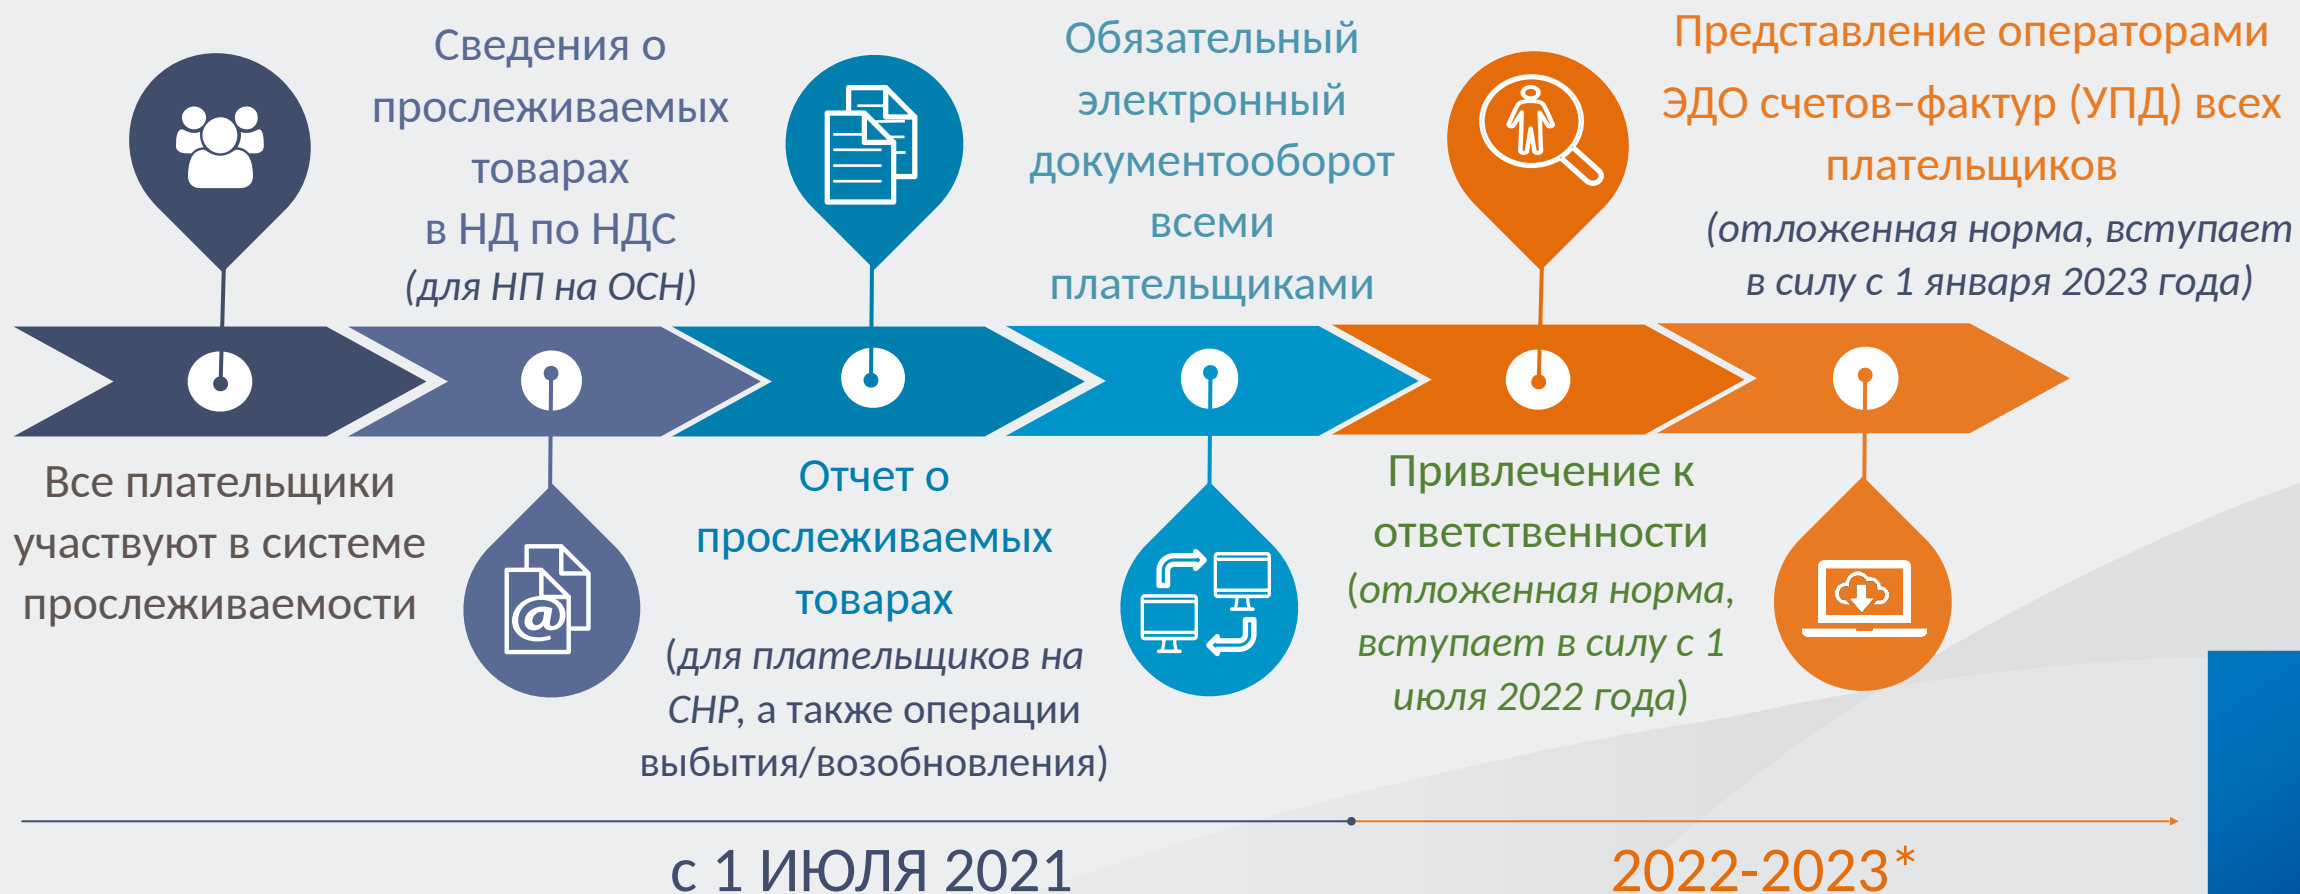 Все плательщики
участвуют в системе
прослеживаемости
Сведения о
прослеживаемых
товарах
в НД по НДС
(для НП на ОСН)
Отчет о
прослеживаемых
товарах
(для плательщиков на
СНР, а также операции
выбытия/возобновления)
Обязательный
электронный
документооборот
всеми
плательщиками
Привлечение к
ответственности
(отложенная норма,
вступает в силу с 1
июля 2022 года)
Представление операторами
ЭДО счетов–фактур (УПД) всех
плательщиков
(отложенная норма, вступает
в силу с 1 января 2023 года)
@
с 1 ИЮЛЯ 2021
2022-2023*